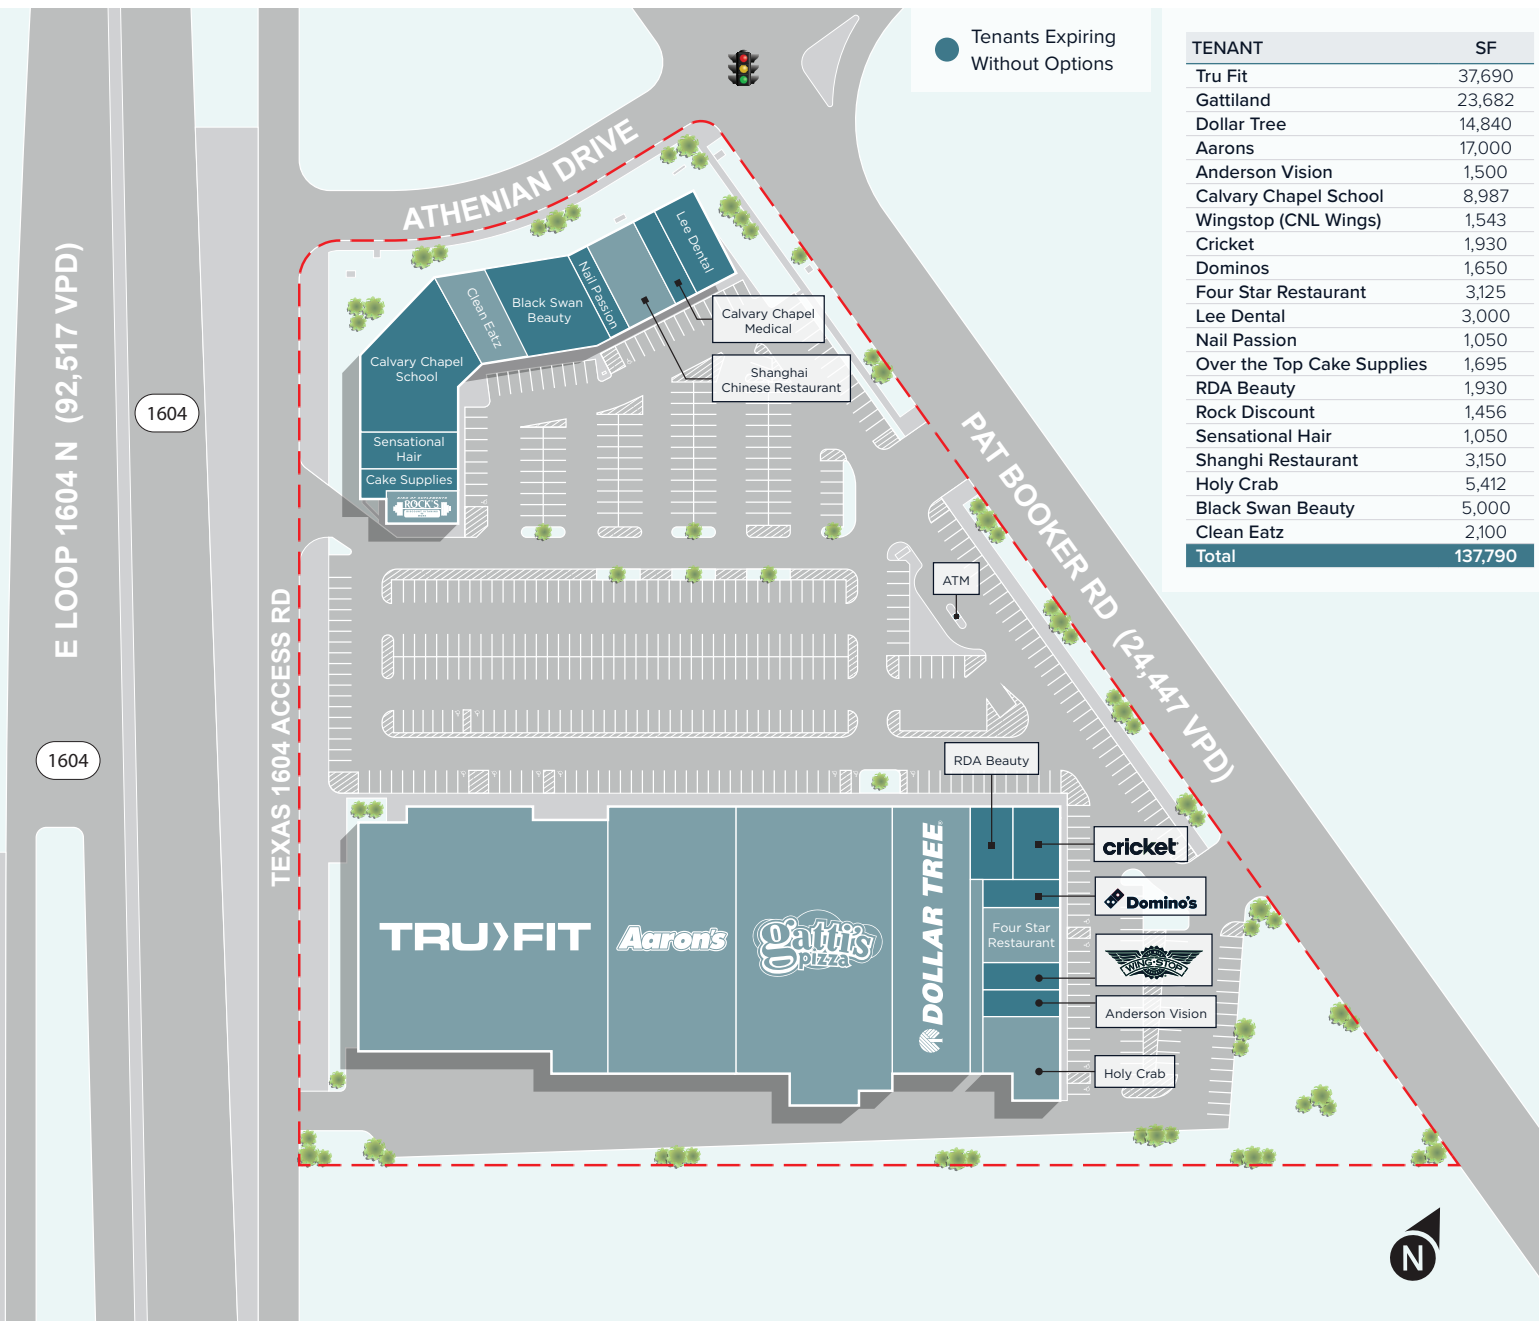 Tenants Expiring
Without Options
TENANT SF
Tru Fit 37,690
Gattiland 23,682
Dollar Tree 14,840
Aarons 17,000
Anderson Vision 1,500
Calvary Chapel School 8,987
Wingstop (CNL Wings) 1,543
Cricket 1,930
Dominos 1,650
Four Star Restaurant 3,125
Lee Dental 3,000
Nail Passion 1,050
Over the Top Cake Supplies 1,695
RDA Beauty 1,930
Rock Discount 1,456
Sensational Hair 1,050
Shanghi Restaurant 3,150
Holy Crab 5,412
Black Swan Beauty 5,000
Clean Eatz 2,100
Total 137,790
ATHENIAN DRIVE
E LOOP 1604 N (92,517 VPD)
1604
1604
TEXAS 1604 ACCESS RD
PAT BOOKER RD (24,447 VPD)
Lee Dental
Calvary Chapel
Medical
Shanghai
Chinese Restaurant
Nail Passion
Black Swan
Beauty
Clean Eatz
Calvary Chapel
School
Sensational
Hair
Cake Supplies
ROCK'S
ATM
RDA Beauty
cricket
Domino's
Four Star
Restaurant
WING·STOP
Anderson Vision
Holy Crab
TRU FIT
Aaron's
gatti's
pizza
DOLLAR TREE
N